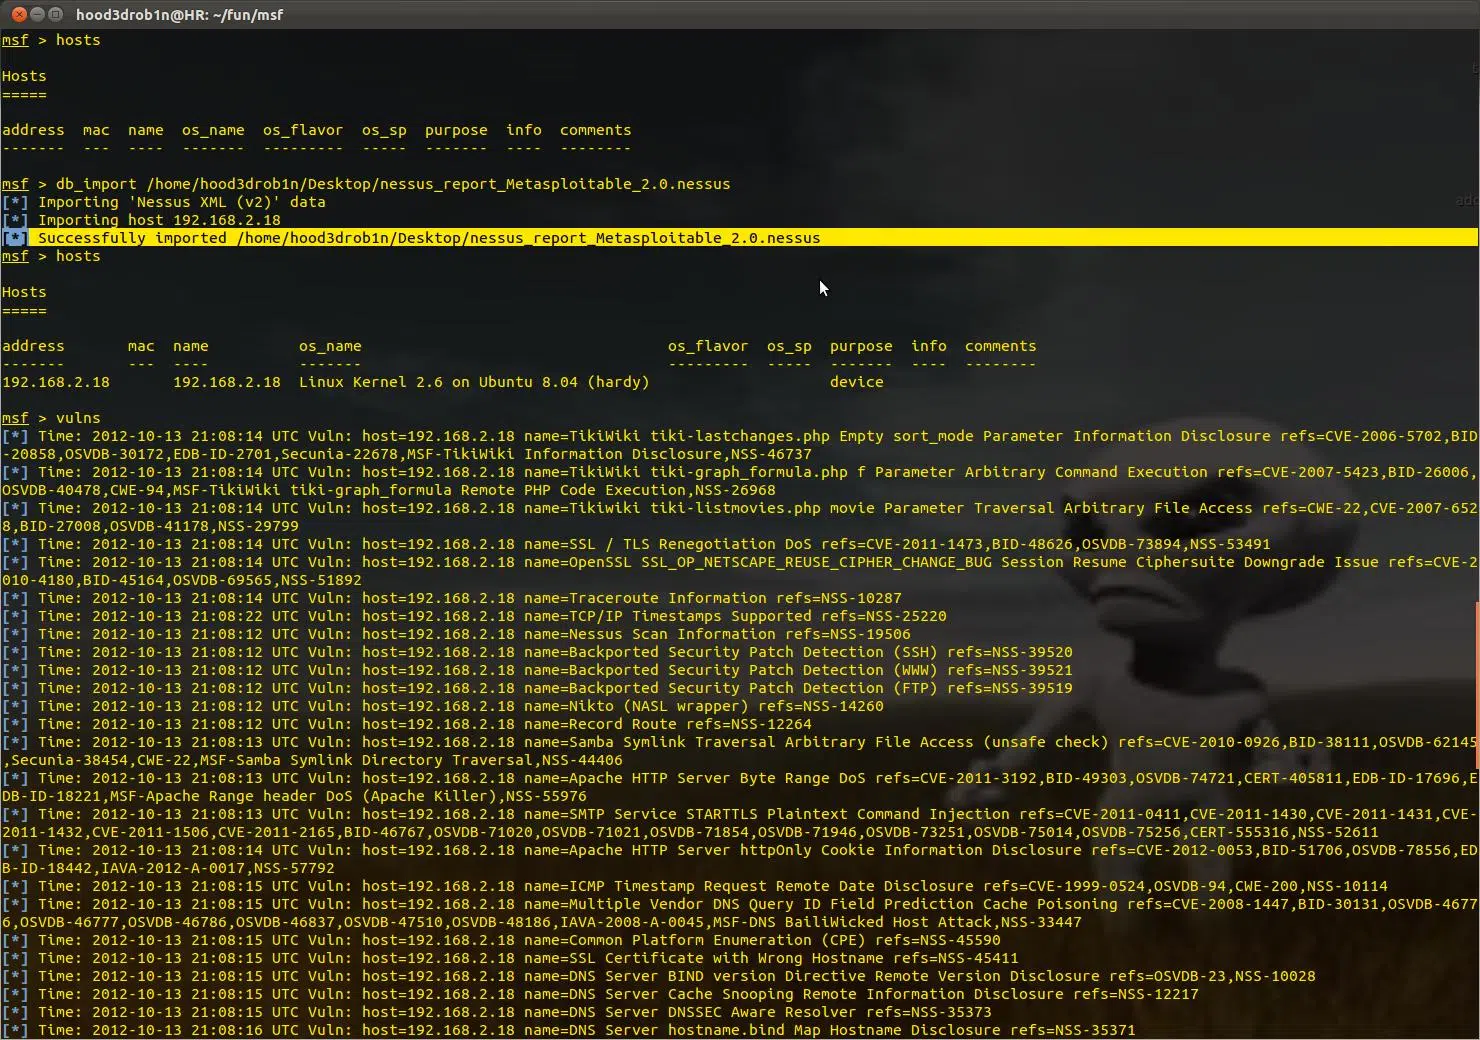 hood3drob1n@HR: ~/fun/msf
msf > hosts
Hosts
=====
address  mac  name  os_name  os_flavor  os_sp  purpose  info  comments
-------  ---  ----  -------  ---------  -----  -------  ----  --------
msf > db_import /home/hood3drob1n/Desktop/nessus_report_Metasploitable_2.0.nessus
[*] Importing 'Nessus XML (v2)' data
[*] Importing host 192.168.2.18
[*] Successfully imported /home/hood3drob1n/Desktop/nessus_report_Metasploitable_2.0.nessus
msf > hosts
Hosts
=====
address       mac  name          os_name                                  os_flavor  os_sp  purpose  info  comments
-------       ---  ----          -------                                  ---------  -----  -------  ----  --------
192.168.2.18       192.168.2.18  Linux Kernel 2.6 on Ubuntu 8.04 (hardy)                    device
msf > vulns
[*] Time: 2012-10-13 21:08:14 UTC Vuln: host=192.168.2.18 name=TikiWiki tiki-lastchanges.php Empty sort_mode Parameter Information Disclosure refs=CVE-2006-5702,BID
-20858,OSVDB-30172,EDB-ID-2701,Secunia-22678,MSF-TikiWiki Information Disclosure,NSS-46737
[*] Time: 2012-10-13 21:08:14 UTC Vuln: host=192.168.2.18 name=TikiWiki tiki-graph_formula.php f Parameter Arbitrary Command Execution refs=CVE-2007-5423,BID-26006,
OSVDB-40478,CWE-94,MSF-TikiWiki tiki-graph_formula Remote PHP Code Execution,NSS-26968
[*] Time: 2012-10-13 21:08:14 UTC Vuln: host=192.168.2.18 name=Tikiwiki tiki-listmovies.php movie Parameter Traversal Arbitrary File Access refs=CWE-22,CVE-2007-652
8,BID-27008,OSVDB-41178,NSS-29799
[*] Time: 2012-10-13 21:08:14 UTC Vuln: host=192.168.2.18 name=SSL / TLS Renegotiation DoS refs=CVE-2011-1473,BID-48626,OSVDB-73894,NSS-53491
[*] Time: 2012-10-13 21:08:14 UTC Vuln: host=192.168.2.18 name=OpenSSL SSL_OP_NETSCAPE_REUSE_CIPHER_CHANGE_BUG Session Resume Ciphersuite Downgrade Issue refs=CVE-2
010-4180,BID-45164,OSVDB-69565,NSS-51892
[*] Time: 2012-10-13 21:08:14 UTC Vuln: host=192.168.2.18 name=Traceroute Information refs=NSS-10287
[*] Time: 2012-10-13 21:08:22 UTC Vuln: host=192.168.2.18 name=TCP/IP Timestamps Supported refs=NSS-25220
[*] Time: 2012-10-13 21:08:12 UTC Vuln: host=192.168.2.18 name=Nessus Scan Information refs=NSS-19506
[*] Time: 2012-10-13 21:08:12 UTC Vuln: host=192.168.2.18 name=Backported Security Patch Detection (SSH) refs=NSS-39520
[*] Time: 2012-10-13 21:08:12 UTC Vuln: host=192.168.2.18 name=Backported Security Patch Detection (WWW) refs=NSS-39521
[*] Time: 2012-10-13 21:08:12 UTC Vuln: host=192.168.2.18 name=Backported Security Patch Detection (FTP) refs=NSS-39519
[*] Time: 2012-10-13 21:08:12 UTC Vuln: host=192.168.2.18 name=Nikto (NASL wrapper) refs=NSS-14260
[*] Time: 2012-10-13 21:08:12 UTC Vuln: host=192.168.2.18 name=Record Route refs=NSS-12264
[*] Time: 2012-10-13 21:08:13 UTC Vuln: host=192.168.2.18 name=Samba Symlink Traversal Arbitrary File Access (unsafe check) refs=CVE-2010-0926,BID-38111,OSVDB-62145
,Secunia-38454,CWE-22,MSF-Samba Symlink Directory Traversal,NSS-44406
[*] Time: 2012-10-13 21:08:13 UTC Vuln: host=192.168.2.18 name=Apache HTTP Server Byte Range DoS refs=CVE-2011-3192,BID-49303,OSVDB-74721,CERT-405811,EDB-ID-17696,E
DB-ID-18221,MSF-Apache Range header DoS (Apache Killer),NSS-55976
[*] Time: 2012-10-13 21:08:13 UTC Vuln: host=192.168.2.18 name=SMTP Service STARTTLS Plaintext Command Injection refs=CVE-2011-0411,CVE-2011-1430,CVE-2011-1431,CVE-
2011-1432,CVE-2011-1506,CVE-2011-2165,BID-46767,OSVDB-71020,OSVDB-71021,OSVDB-71854,OSVDB-71946,OSVDB-73251,OSVDB-75014,OSVDB-75256,CERT-555316,NSS-52611
[*] Time: 2012-10-13 21:08:14 UTC Vuln: host=192.168.2.18 name=Apache HTTP Server httpOnly Cookie Information Disclosure refs=CVE-2012-0053,BID-51706,OSVDB-78556,ED
B-ID-18442,IAVA-2012-A-0017,NSS-57792
[*] Time: 2012-10-13 21:08:15 UTC Vuln: host=192.168.2.18 name=ICMP Timestamp Request Remote Date Disclosure refs=CVE-1999-0524,OSVDB-94,CWE-200,NSS-10114
[*] Time: 2012-10-13 21:08:15 UTC Vuln: host=192.168.2.18 name=Multiple Vendor DNS Query ID Field Prediction Cache Poisoning refs=CVE-2008-1447,BID-30131,OSVDB-4677
6,OSVDB-46777,OSVDB-46786,OSVDB-46837,OSVDB-47510,OSVDB-48186,IAVA-2008-A-0045,MSF-DNS BailiWicked Host Attack,NSS-33447
[*] Time: 2012-10-13 21:08:15 UTC Vuln: host=192.168.2.18 name=Common Platform Enumeration (CPE) refs=NSS-45590
[*] Time: 2012-10-13 21:08:15 UTC Vuln: host=192.168.2.18 name=SSL Certificate with Wrong Hostname refs=NSS-45411
[*] Time: 2012-10-13 21:08:15 UTC Vuln: host=192.168.2.18 name=DNS Server BIND version Directive Remote Version Disclosure refs=OSVDB-23,NSS-10028
[*] Time: 2012-10-13 21:08:15 UTC Vuln: host=192.168.2.18 name=DNS Server Cache Snooping Remote Information Disclosure refs=NSS-12217
[*] Time: 2012-10-13 21:08:15 UTC Vuln: host=192.168.2.18 name=DNS Server DNSSEC Aware Resolver refs=NSS-35373
[*] Time: 2012-10-13 21:08:16 UTC Vuln: host=192.168.2.18 name=DNS Server hostname.bind Map Hostname Disclosure refs=NSS-35371